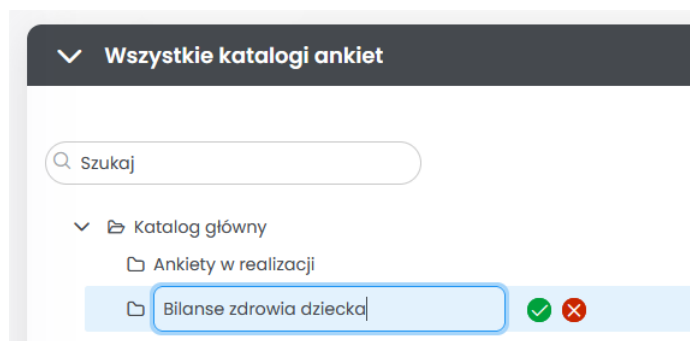 Wszystkie katalogi ankiet
Szukaj
Katalog główny
Ankiety w realizacji
Bilanse zdrowia dziecka